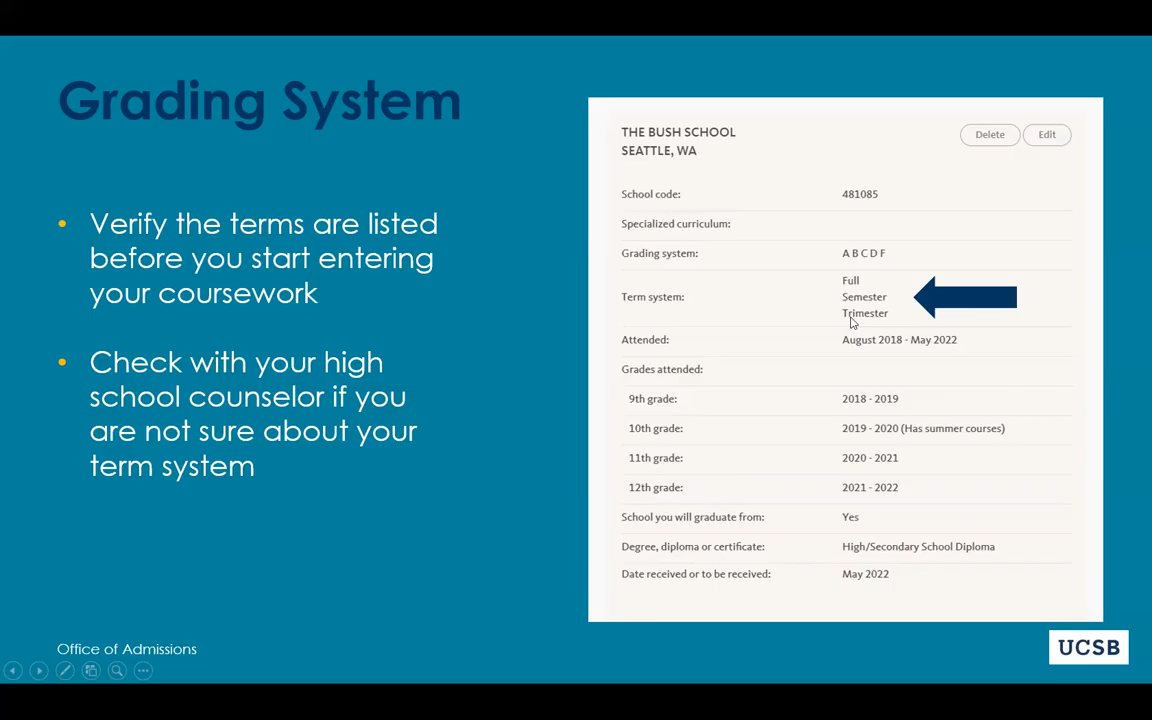 Grading System
• Verify the terms are listed
before you start entering
your coursework
• Check with your high
school counselor if you
are not sure about your
term system
THE BUSH SCHOOL
SEATTLE, WA
Delete
Edit
School code: 481085
Specialized curriculum:
Grading system: A B C D F
Term system: Full
Semester
Trimester
Attended: August 2018 - May 2022
Grades attended:
9th grade: 2018 - 2019
10th grade: 2019 - 2020 (Has summer courses)
11th grade: 2020 - 2021
12th grade: 2021 - 2022
School you will graduate from: Yes
Degree, diploma or certificate: High/Secondary School Diploma
Date received or to be received: May 2022
Office of Admissions
UCSB